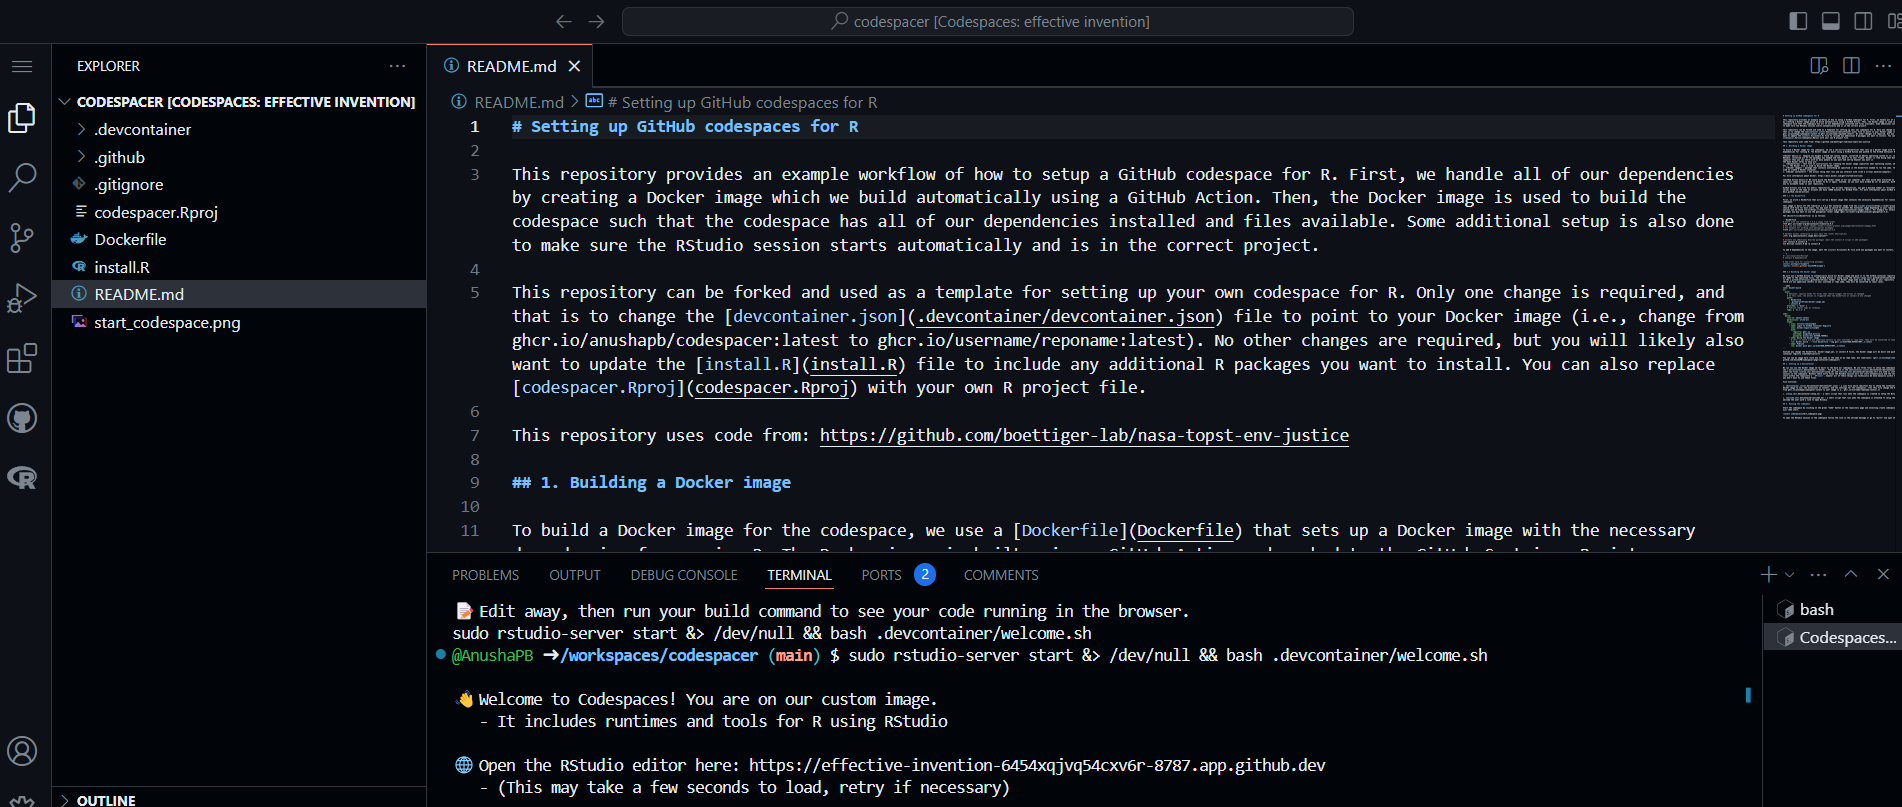 codespacer [Codespaces: effective invention]
EXPLORER
CODESPACER [CODESPACES: EFFECTIVE INVENTION]
.devcontainer
.github
.gitignore
codespacer.Rproj
Dockerfile
install.R
README.md
start_codespace.png
OUTLINE
README.md
README.md > # Setting up GitHub codespaces for R
1 # Setting up GitHub codespaces for R
2
3 This repository provides an example workflow of how to setup a GitHub codespace for R. First, we handle all of our dependencies
by creating a Docker image which we build automatically using a GitHub Action. Then, the Docker image is used to build the
codespace such that the codespace has all of our dependencies installed and files available. Some additional setup is also done
to make sure the RStudio session starts automatically and is in the correct project.
4
5 This repository can be forked and used as a template for setting up your own codespace for R. Only one change is required, and
that is to change the [devcontainer.json](.devcontainer/devcontainer.json) file to point to your Docker image (i.e., change from
ghcr.io/anushapb/codespacer:latest to ghcr.io/username/reponame:latest). No other changes are required, but you will likely also
want to update the [install.R](install.R) file to include any additional R packages you want to install. You can also replace
[codespacer.Rproj](codespacer.Rproj) with your own R project file.
6
7 This repository uses code from: https://github.com/boettiger-lab/nasa-topst-env-justice
8
9 ## 1. Building a Docker image
10
11 To build a Docker image for the codespace, we use a [Dockerfile](Dockerfile) that sets up a Docker image with the necessary
PROBLEMS OUTPUT DEBUG CONSOLE TERMINAL PORTS 2 COMMENTS
Edit away, then run your build command to see your code running in the browser.
sudo rstudio-server start &> /dev/null && bash .devcontainer/welcome.sh
@AnushaPB ➜/workspaces/codespacer (main) $ sudo rstudio-server start &> /dev/null && bash .devcontainer/welcome.sh
👋 Welcome to Codespaces! You are on our custom image.
- It includes runtimes and tools for R using RStudio
🌐 Open the RStudio editor here: https://effective-invention-6454xqjvq54cxv6r-8787.app.github.dev
- (This may take a few seconds to load, retry if necessary)
bash
Codespaces...